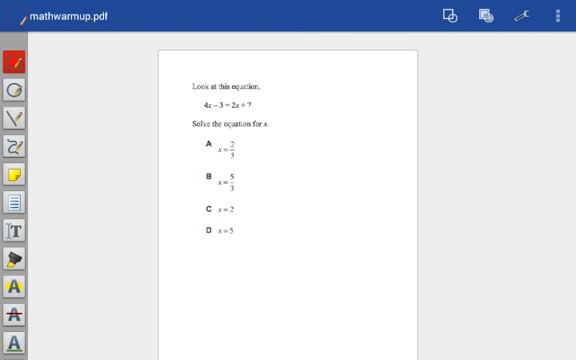 mathwarmup.pdf
Look at this equation.
4x – 3 = 2x + 7
Solve the equation for x.
A x = 2/3
B x = 5/3
C x = 2
D x = 5
T
A
A
A